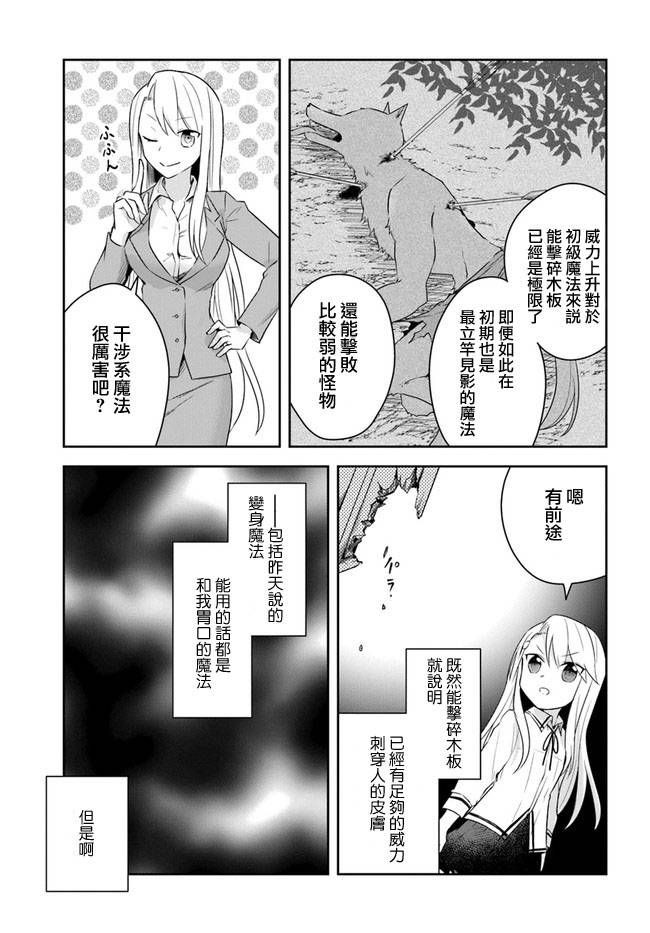 威力上升對於
初級魔法來說
能擊碎木板
已經是極限了
即便如此在
初期也是
最立竿見影的魔法
還能擊敗
比較弱的怪物
ふふん
干涉系魔法
很厲害吧？
嗯
有前途
パラ…
既然能擊碎木板
就說明
已經有足夠的威力
刺穿人的皮膚
——包括昨天說的
變身魔法
能用的話都是
和我胃口的魔法
但是啊